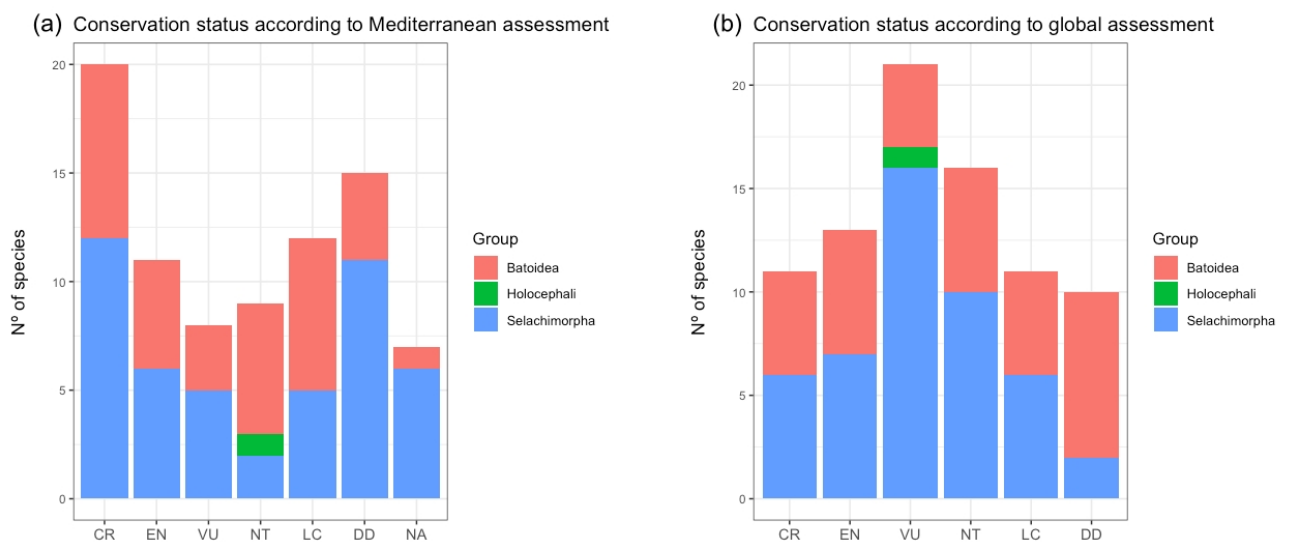 (a) Conservation status according to Mediterranean assessment
20
15
10
5
0
Nº of species
CR EN VU NT LC DD NA
Group
Batoidea
Holocephali
Selachimorpha
(b) Conservation status according to global assessment
20
15
10
5
0
Nº of species
CR EN VU NT LC DD
Group
Batoidea
Holocephali
Selachimorpha